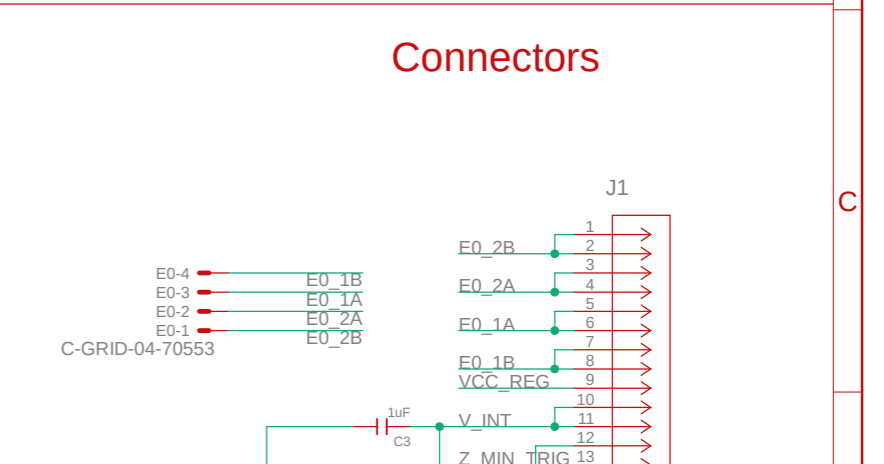 Connectors
C
J1
E0-4
E0-3
E0-2
E0-1
C-GRID-04-70553
E0_1B
E0_1A
E0_2A
E0_2B
E0_2B
E0_2A
E0_1A
E0_1B
VCC_REG
V_INT
Z_MIN_TRIG
1
2
3
4
5
6
7
8
9
10
11
12
13
1uF
C3